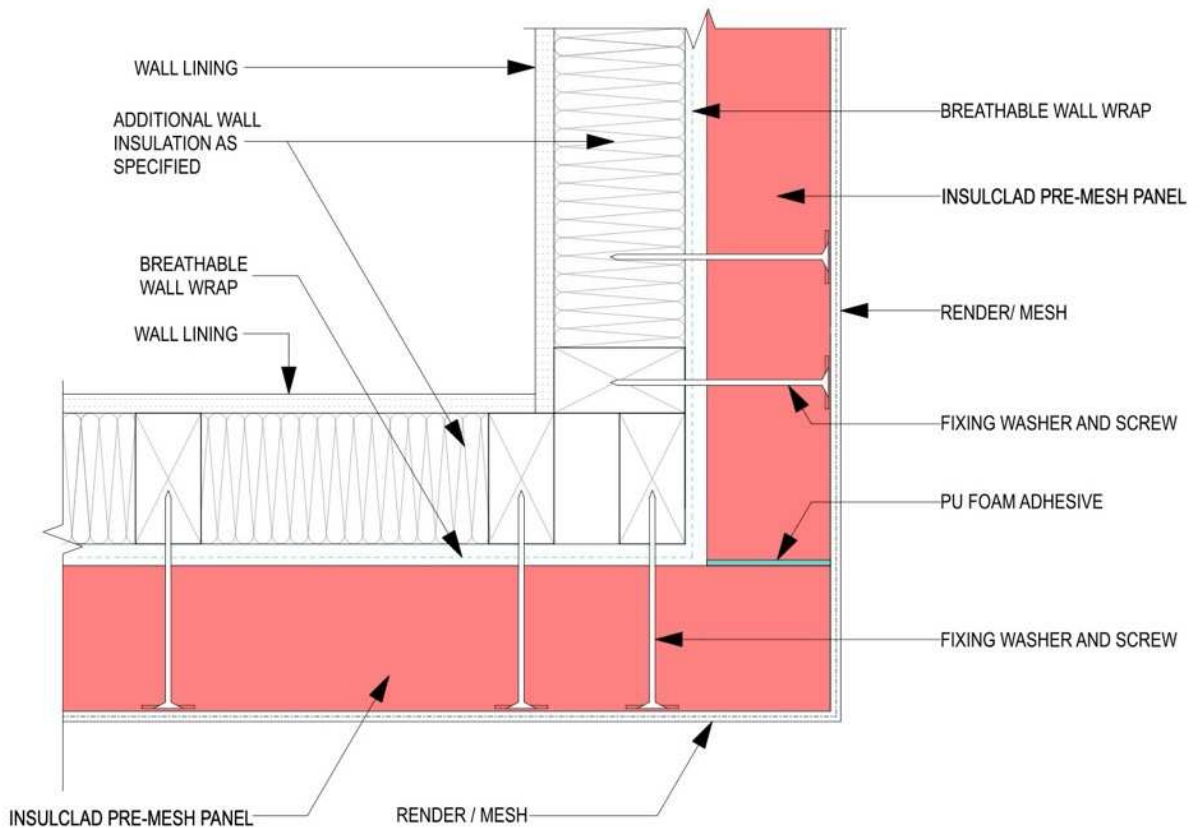 WALL LINING
ADDITIONAL WALL
INSULATION AS
SPECIFIED
BREATHABLE
WALL WRAP
WALL LINING
BREATHABLE WALL WRAP
INSULCLAD PRE-MESH PANEL
RENDER/ MESH
FIXING WASHER AND SCREW
PU FOAM ADHESIVE
FIXING WASHER AND SCREW
INSULCLAD PRE-MESH PANEL
RENDER / MESH